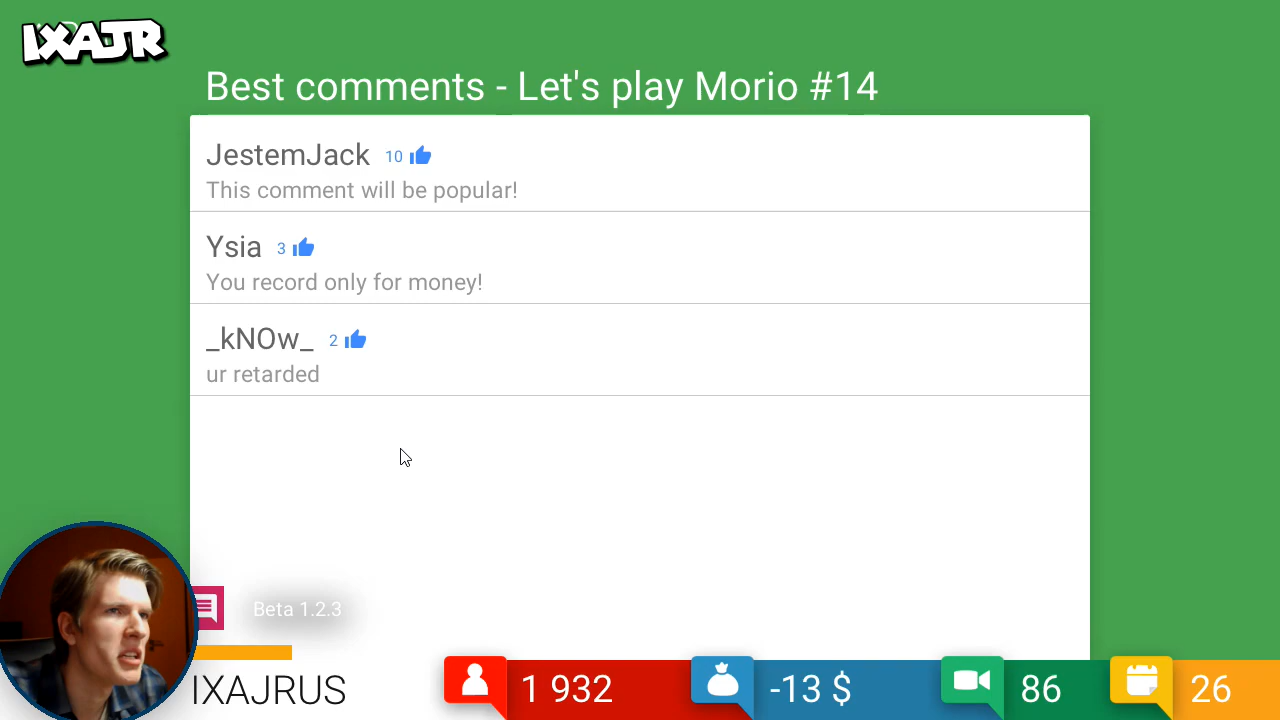 IXAJR
Best comments - Let's play Morio #14
JestemJack 10
This comment will be popular!
Ysia 3
You record only for money!
_kNOw_ 2
ur retarded
Beta 1.2.3
IXAJRUS 1 932 -13 $ 86 26